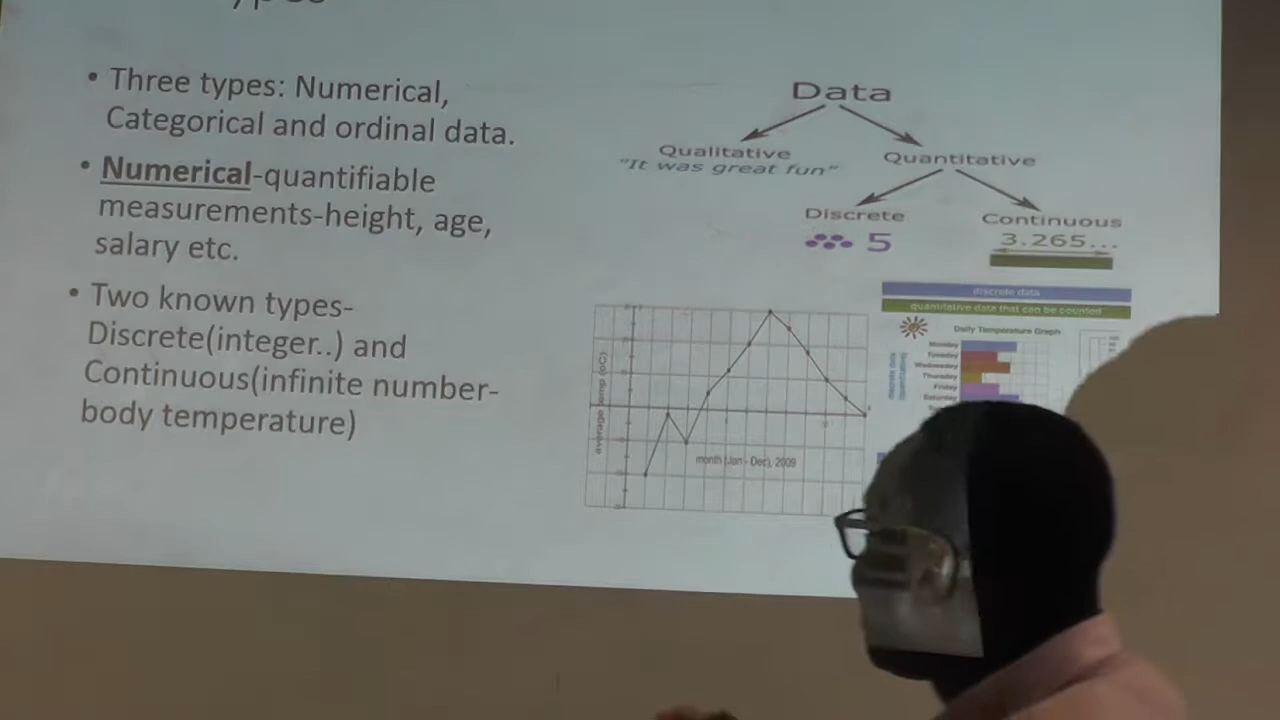 • Three types: Numerical,
Categorical and ordinal data.
• Numerical-quantifiable
measurements-height, age,
salary etc.
• Two known types-
Discrete(integer..) and
Continuous(infinite number-
body temperature)
Data
Qualitative
"It was great fun"
Quantitative
Discrete
5
Continuous
3.265...
average temp (oC)
month (Jan - Dec), 2009
discrete data
quantitative data that can be counted
Daily Temperature Graph
Monday
Tuesday
Wednesday
Thursday
Friday
Saturday